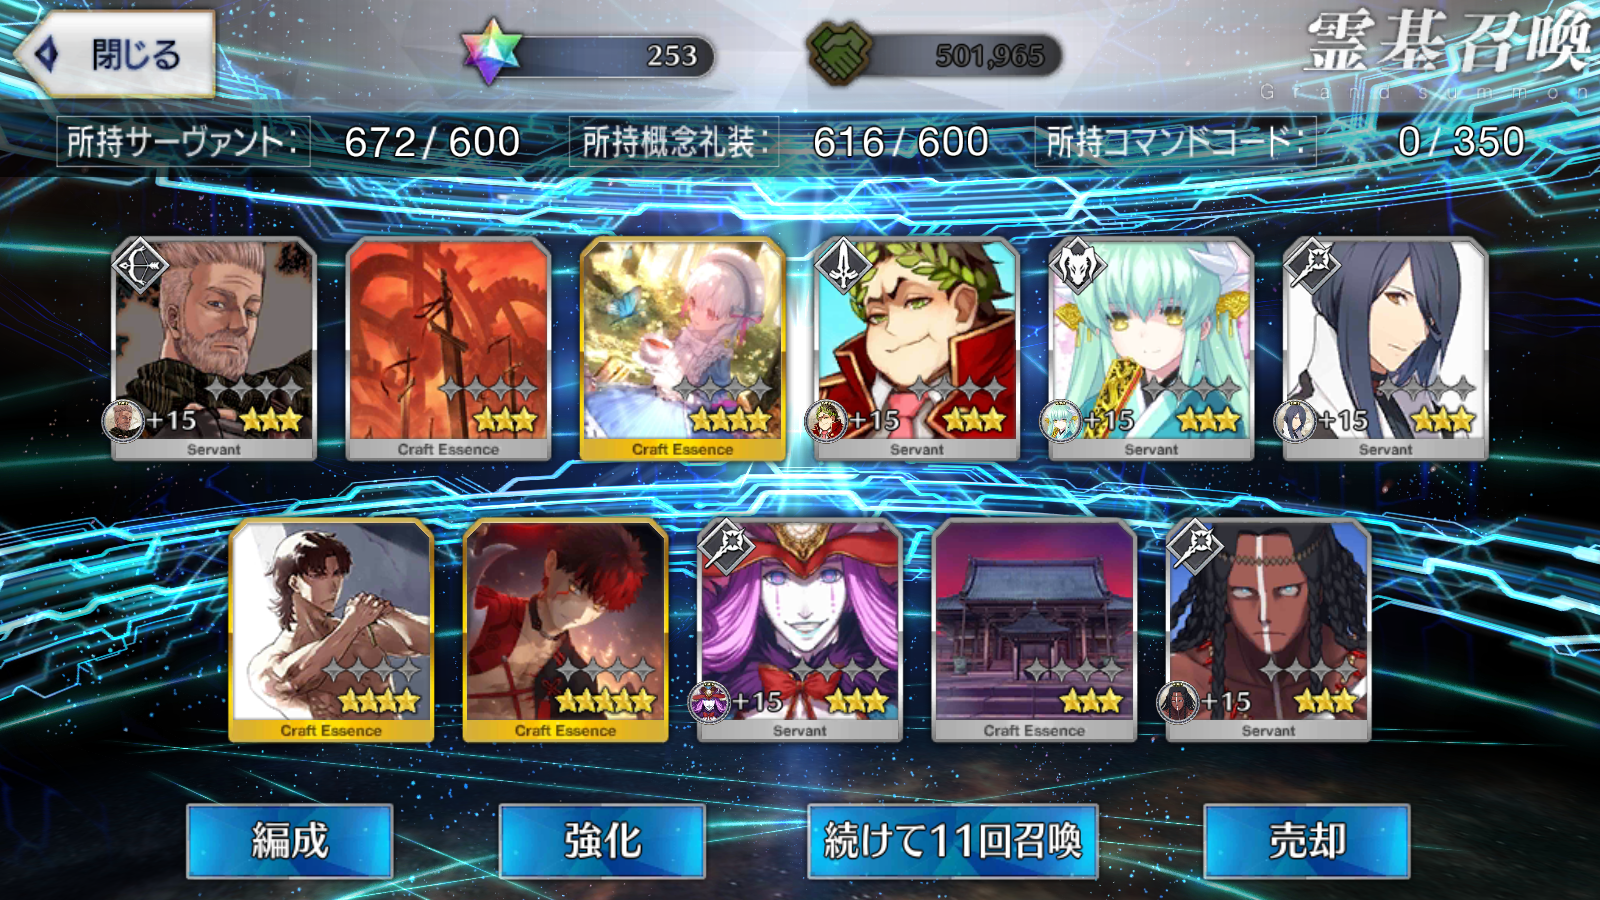 閉じる
253
501,965
霊基召喚
Grand summon
所持サーヴァント: 672/600 所持概念礼装: 616/600 所持コマンドコード: 0/350
+15
+15
+15
+15
Servant
Craft Essence
Craft Essence
Servant
Servant
Servant
+15
+15
Craft Essence
Craft Essence
Servant
Craft Essence
Servant
編成
強化
続けて11回召喚
売却